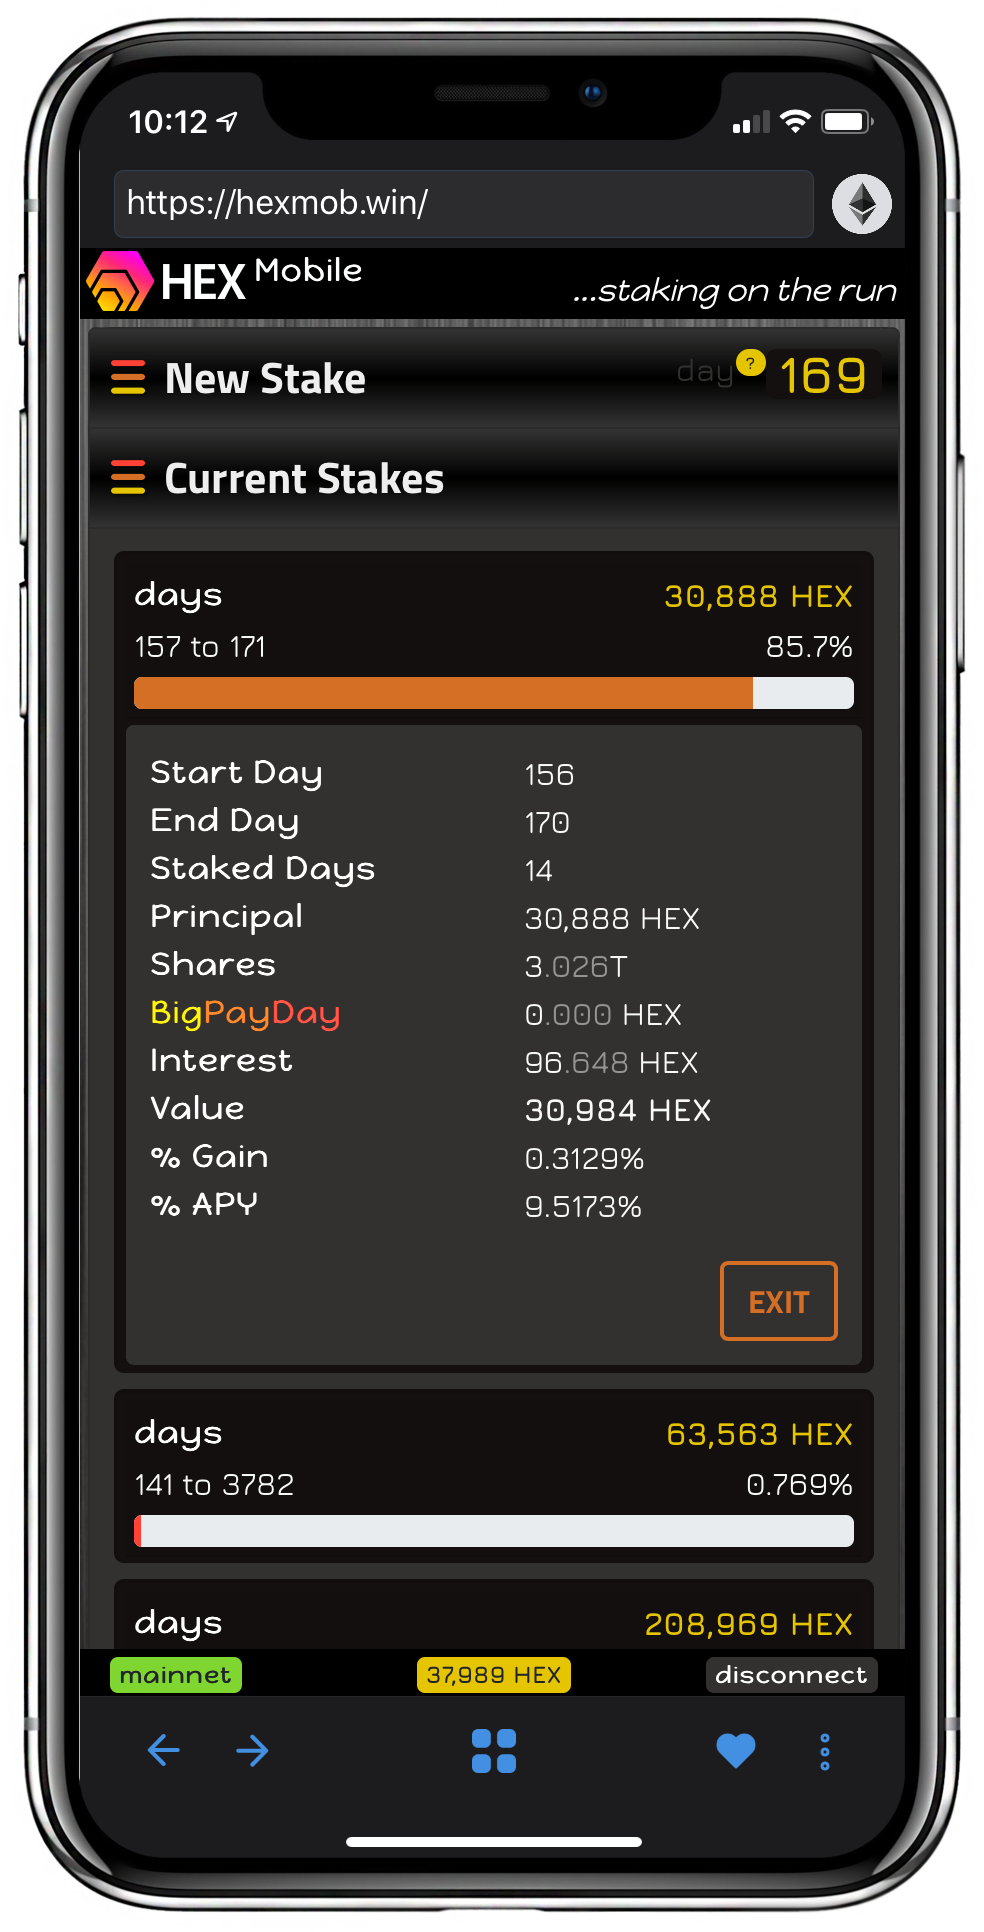 10:12
https://hexmob.win/
HEX Mobile
...staking on the run
New Stake day ? 169
Current Stakes
days 30,888 HEX
157 to 171 85.7%
Start Day 156
End Day 170
Staked Days 14
Principal 30,888 HEX
Shares 3.026T
BigPayDay 0.000 HEX
Interest 96.648 HEX
Value 30,984 HEX
% Gain 0.3129%
% APY 9.5173%
EXIT
days 63,563 HEX
141 to 3782 0.769%
days 208,969 HEX
mainnet 37,989 HEX disconnect